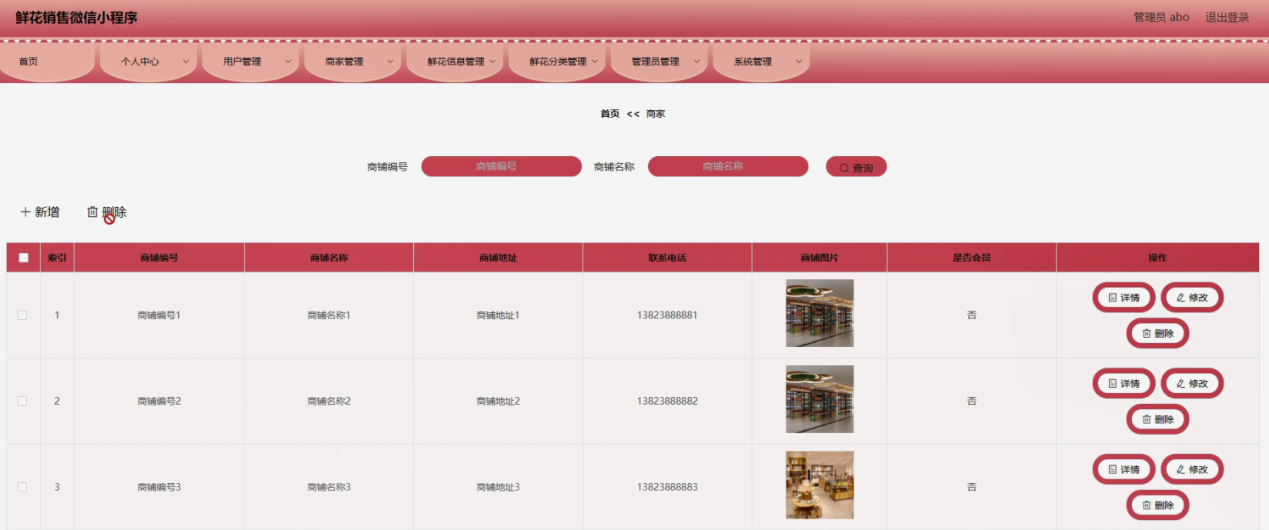 鲜花销售微信小程序 管理员 abo 退出登录
首页 个人中心 用户管理 商家管理 鲜花信息管理 鲜花分类管理 管理员管理 系统管理
首页 << 商家
商铺编号 商铺编号 商铺名称 商铺名称 查询
新增 删除
索引 商铺编号 商铺名称 商铺地址 联系电话 商铺图片 是否会员 操作
1 商铺编号1 商铺名称1 商铺地址1 13823888881 否 详情 修改
删除
2 商铺编号2 商铺名称2 商铺地址2 13823888882 否 详情 修改
删除
3 商铺编号3 商铺名称3 商铺地址3 13823888883 否 详情 修改
删除